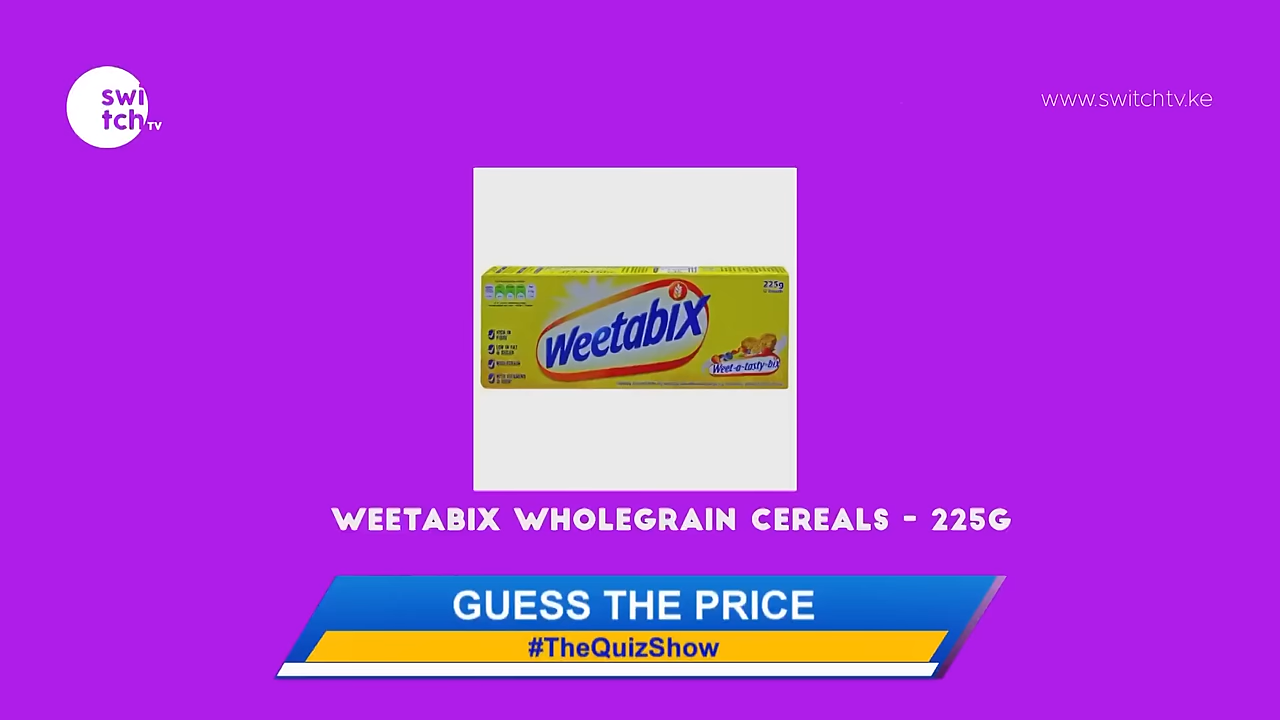 swi
tch TV
www.switchtv.ke
225g
Weetabix
Weet-a-tasty-bix
WEETABIX WHOLEGRAIN CEREALS - 225G
GUESS THE PRICE
#TheQuizShow